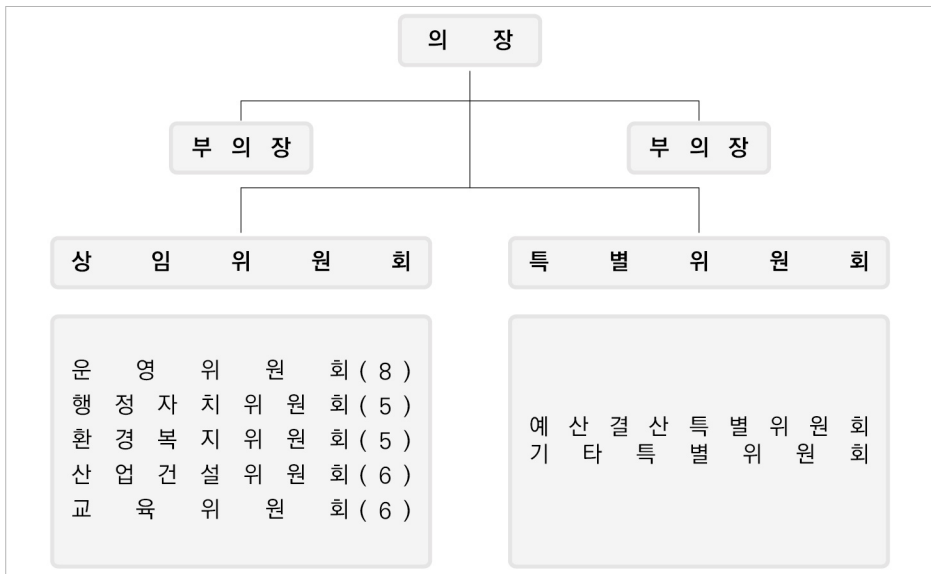 의 장
부 의 장
부 의 장
상 임 위 원 회
특 별 위 원 회
운 영 위 원 회 ( 8 )
행 정 자 치 위 원 회 ( 5 )
환 경 복 지 위 원 회 ( 5 )
산 업 건 설 위 원 회 ( 6 )
교 육 위 원 회 ( 6 )
예 산 결 산 특 별 위 원 회
기 타 특 별 위 원 회